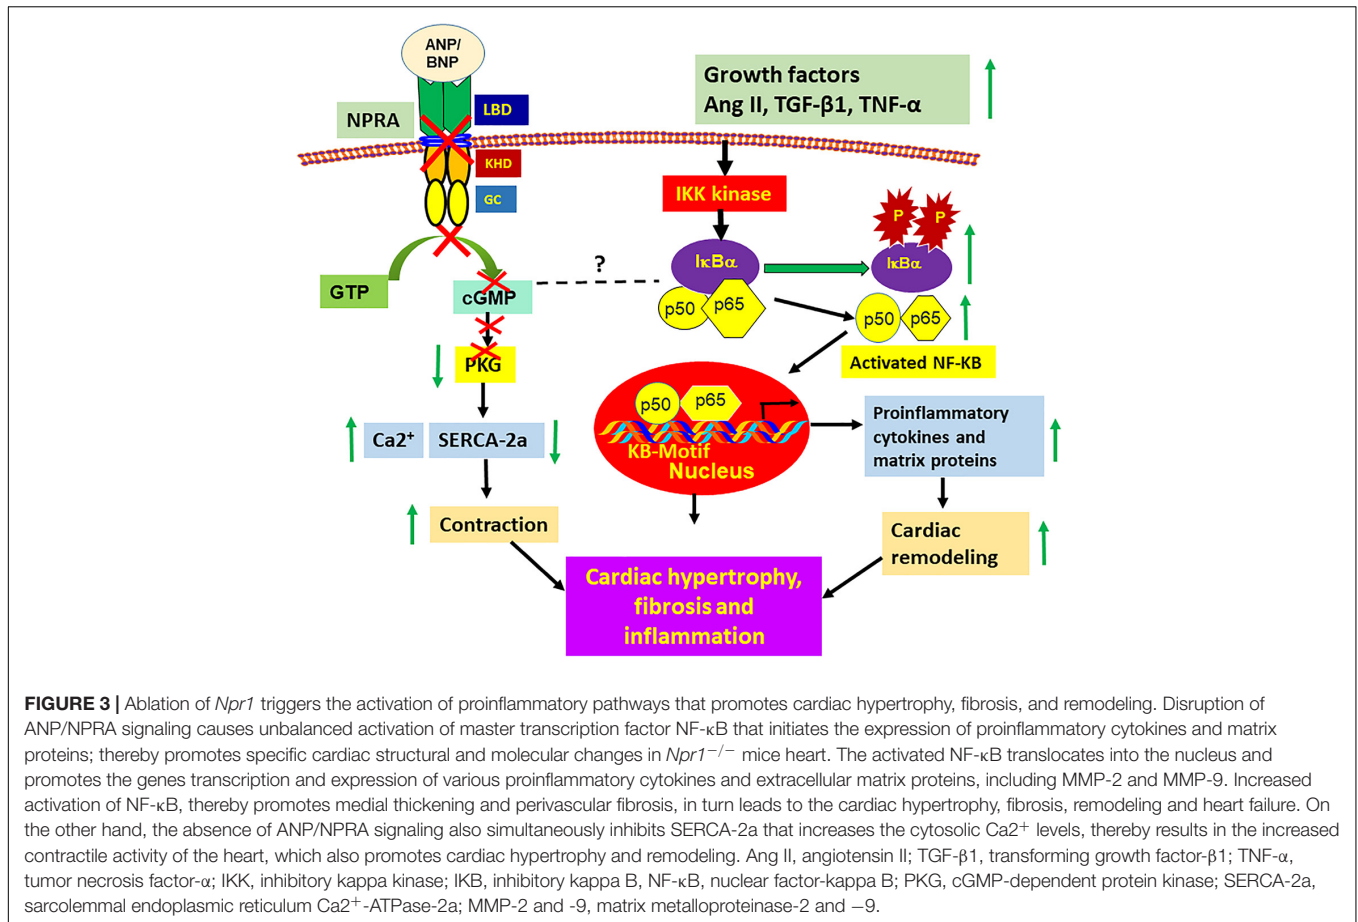 ANP/
BNP
LBD
NPRA
KHD
GC
GTP
cGMP
PKG
Ca2+ SERCA-2a
Contraction
Growth factors
Ang II, TGF-β1, TNF-α
IKK kinase
IκBα
p50 p65
?
P P
IκBα
p50 p65
Activated NF-KB
p50 p65
KB-Motif
Nucleus
Proinflammatory
cytokines and
matrix proteins
Cardiac
remodeling
Cardiac hypertrophy,
fibrosis and
inflammation
FIGURE 3 | Ablation of Npr1 triggers the activation of proinflammatory pathways that promotes cardiac hypertrophy, fibrosis, and remodeling. Disruption of
ANP/NPRA signaling causes unbalanced activation of master transcription factor NF-κB that initiates the expression of proinflammatory cytokines and matrix
proteins; thereby promotes specific cardiac structural and molecular changes in Npr1−/− mice heart. The activated NF-κB translocates into the nucleus and
promotes the genes transcription and expression of various proinflammatory cytokines and extracellular matrix proteins, including MMP-2 and MMP-9. Increased
activation of NF-κB, thereby promotes medial thickening and perivascular fibrosis, in turn leads to the cardiac hypertrophy, fibrosis, remodeling and heart failure. On
the other hand, the absence of ANP/NPRA signaling also simultaneously inhibits SERCA-2a that increases the cytosolic Ca2+ levels, thereby results in the increased
contractile activity of the heart, which also promotes cardiac hypertrophy and remodeling. Ang II, angiotensin II; TGF-β1, transforming growth factor-β1; TNF-α,
tumor necrosis factor-α; IKK, inhibitory kappa kinase; IKB, inhibitory kappa B, NF-κB, nuclear factor-kappa B; PKG, cGMP-dependent protein kinase; SERCA-2a,
sarcolemmal endoplasmic reticulum Ca2+-ATPase-2a; MMP-2 and -9, matrix metalloproteinase-2 and −9.